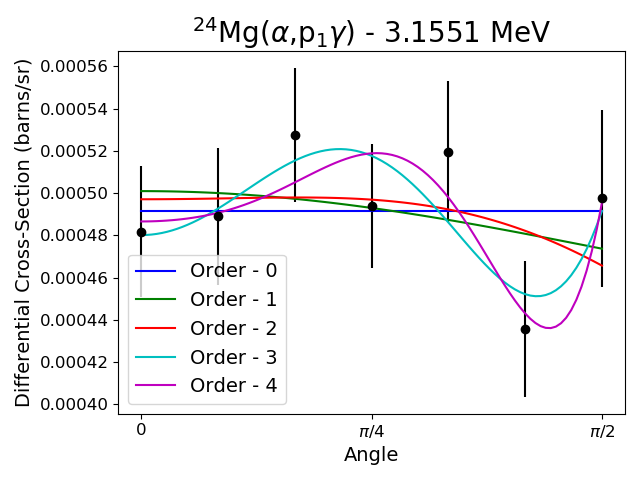 ²⁴Mg(α,p₁γ) - 3.1551 MeV
Differential Cross-Section (barns/sr)
0.00056
0.00054
0.00052
0.00050
0.00048
0.00046
0.00044
0.00042
0.00040
Order - 0
Order - 1
Order - 2
Order - 3
Order - 4
0 π/4 π/2
Angle